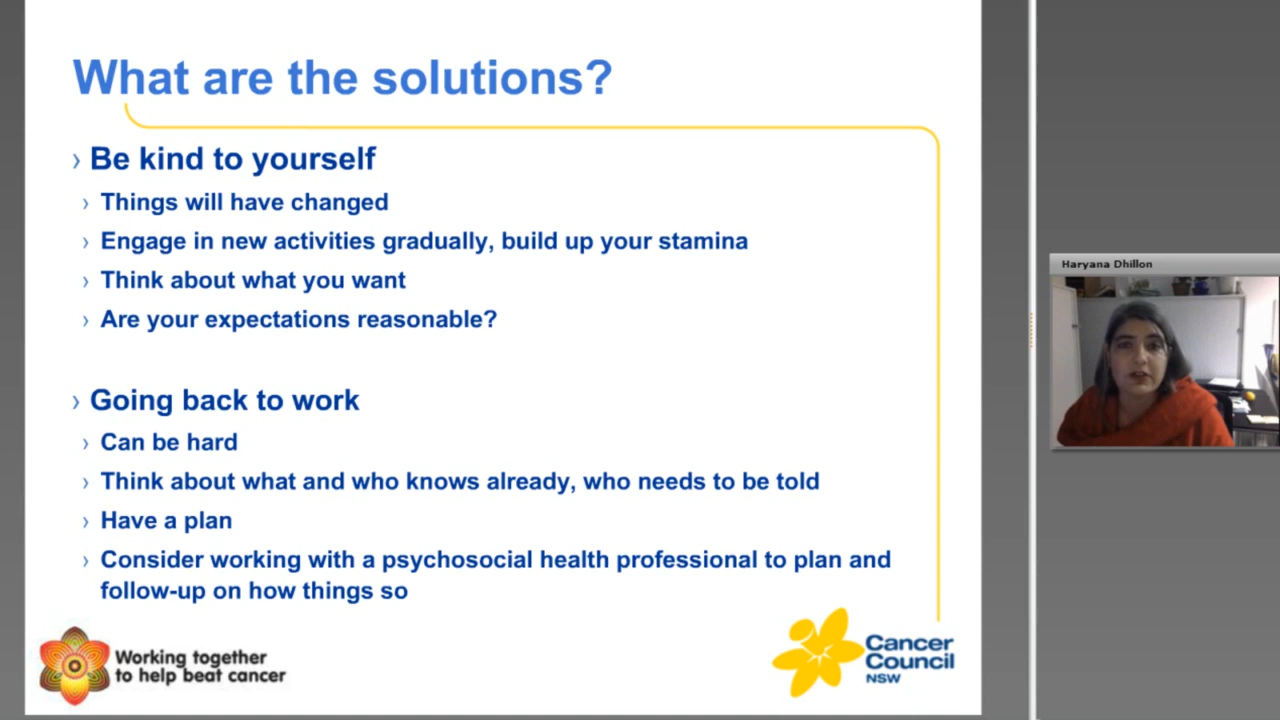 What are the solutions?
› Be kind to yourself
› Things will have changed
› Engage in new activities gradually, build up your stamina
› Think about what you want
› Are your expectations reasonable?
› Going back to work
› Can be hard
› Think about what and who knows already, who needs to be told
› Have a plan
› Consider working with a psychosocial health professional to plan and
follow-up on how things so
Working together
to help beat cancer
Cancer
Council
NSW
Haryana Dhillon